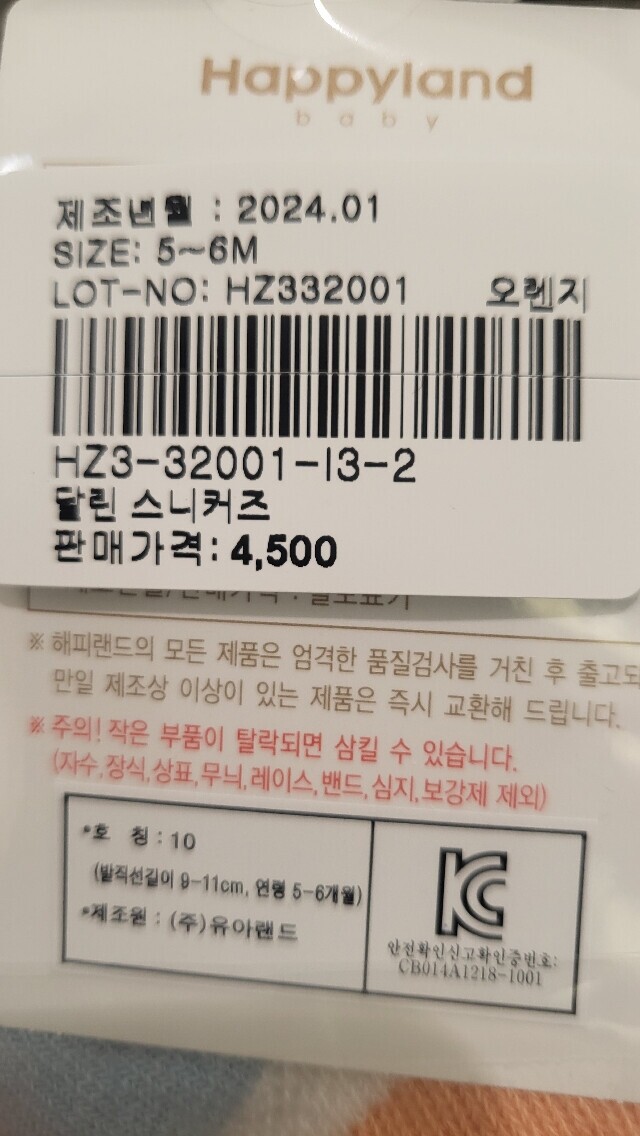 Happyland
baby
제조년월 : 2024.01
SIZE: 5~6M
LOT-NO: HZ332001 오렌지
HZ3-32001-I3-2
달린 스니커즈
판매가격: 4,500
※ 해피랜드의 모든 제품은 엄격한 품질검사를 거친 후 출고되
만일 제조상 이상이 있는 제품은 즉시 교환해 드립니다.
※ 주의! 작은 부품이 탈락되면 삼킬 수 있습니다.
(자수,장식,상표,무늬,레이스,밴드,심지,보강제 제외)
•호 칭 : 10
(발직선길이 9-11cm, 연령 5-6개월)
•제조원 : (주)유아랜드
안전확인신고확인증번호:
CB014A1218-1001